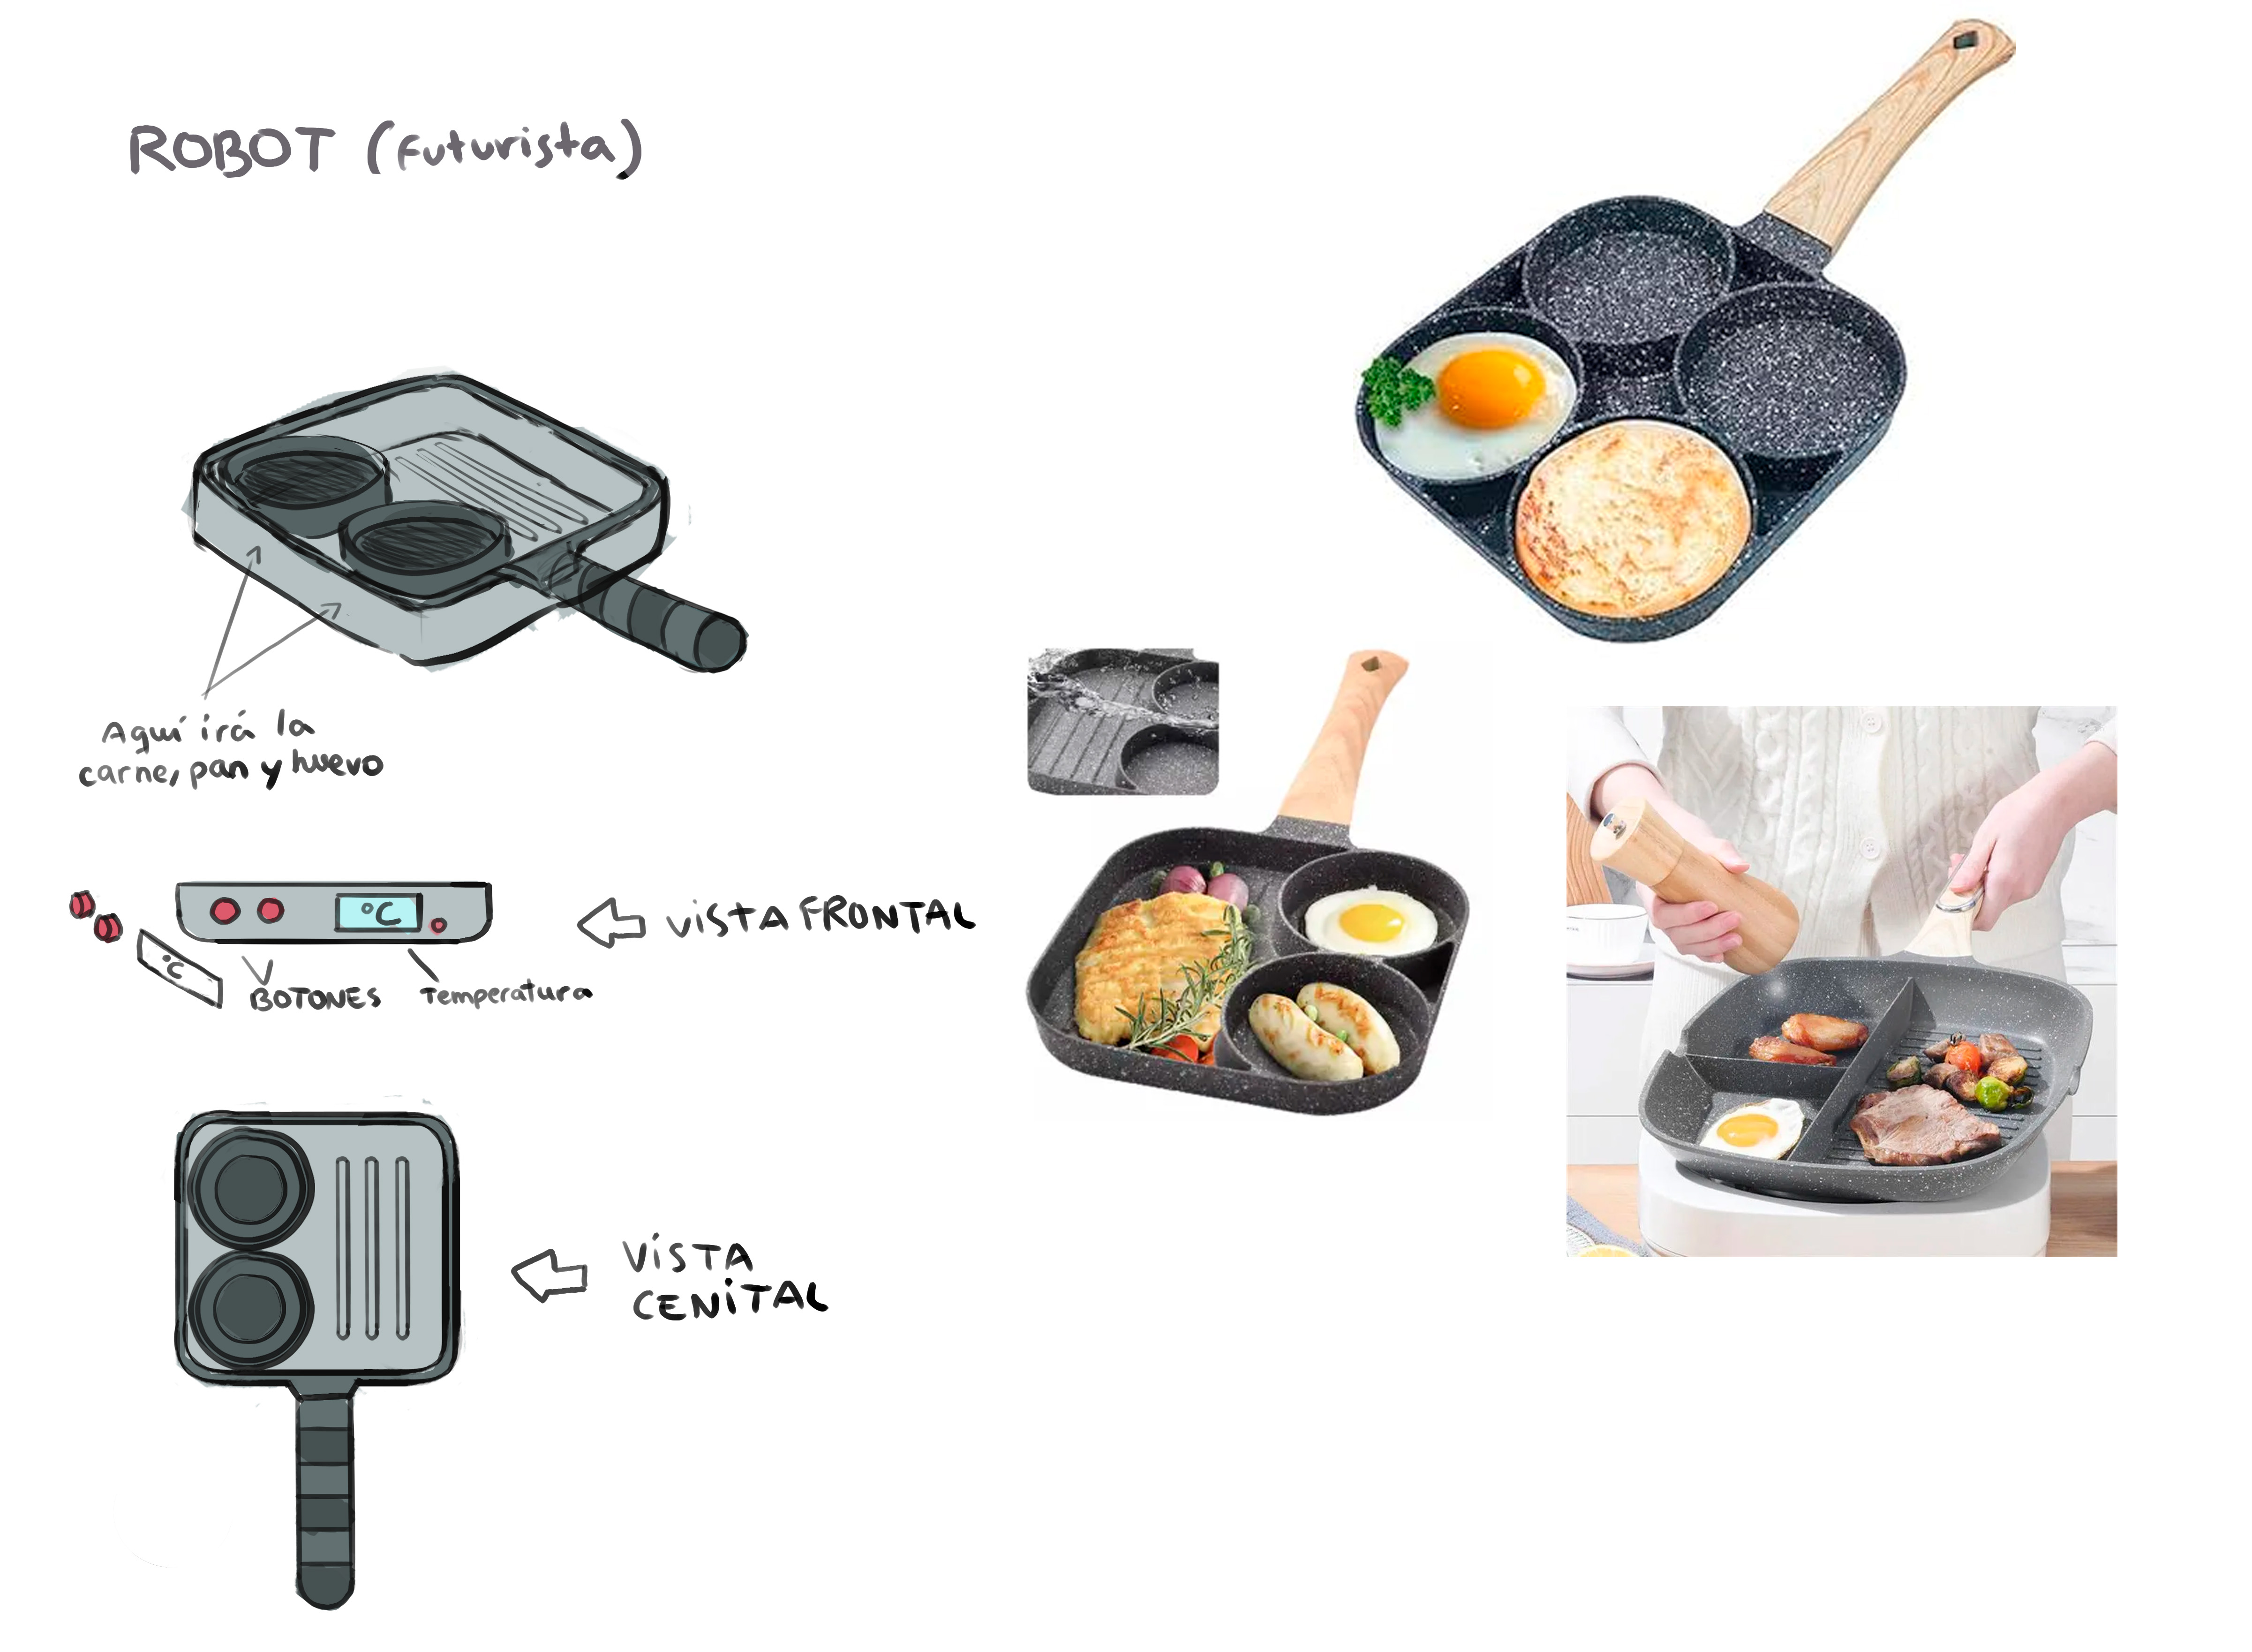 ROBOT (Futurista)
Aquí irá la
carne, pan y huevo
°C
°C
VISTA FRONTAL
BOTONES
Temperatura
VISTA
CENITAL